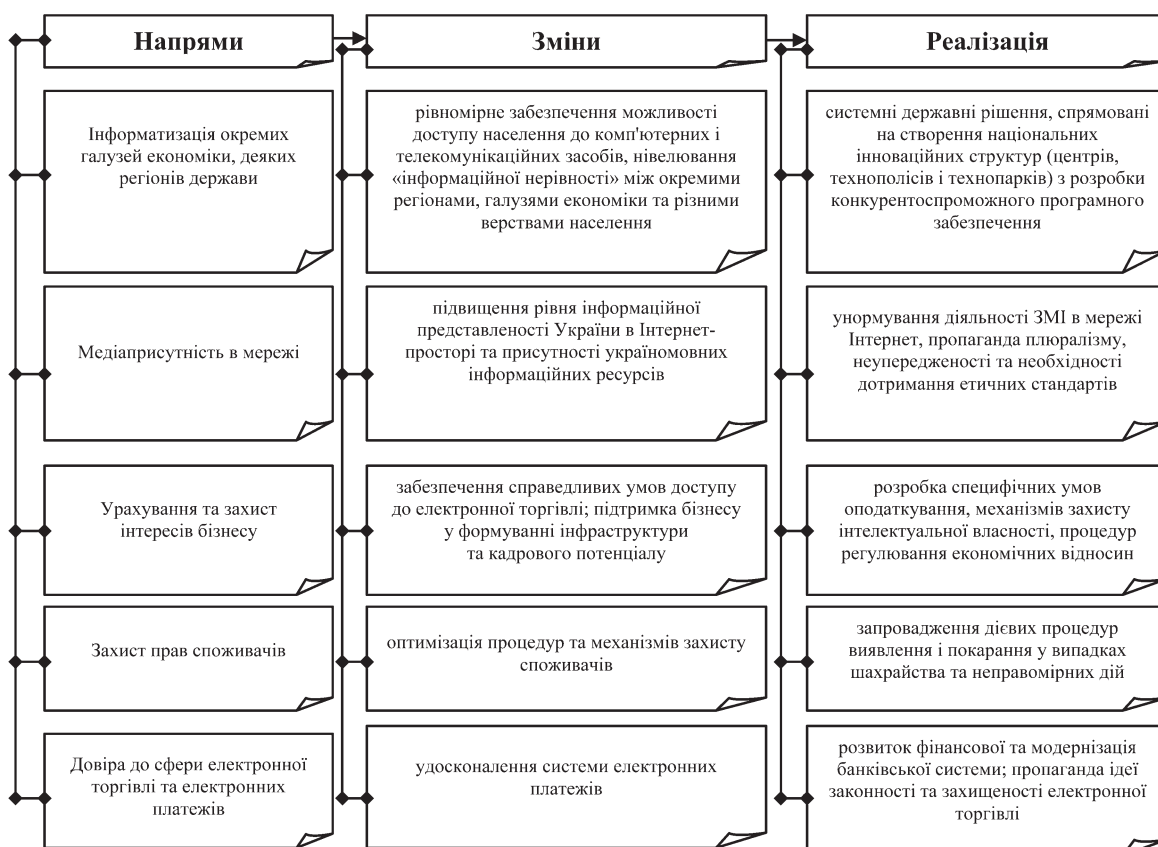 Напрями
Зміни
Реалізація
Інформатизація окремих
галузей економіки, деяких
регіонів держави
рівномірне забезпечення можливості
доступу населення до комп'ютерних і
телекомунікаційних засобів, нівелювання
«інформаційної нерівності» між окремими
регіонами, галузями економіки та різними
верствами населення
системні державні рішення, спрямовані
на створення національних
інноваційних структур (центрів,
технополісів і технопарків) з розробки
конкурентоспроможного програмного
забезпечення
Медіаприсутність в мережі
підвищення рівня інформаційної
представленості України в Інтернет-
просторі та присутності україномовних
інформаційних ресурсів
унормування діяльності ЗМІ в мережі
Інтернет, пропаганда плюралізму,
неупередженості та необхідності
дотримання етичних стандартів
Урахування та захист
інтересів бізнесу
забезпечення справедливих умов доступу
до електронної торгівлі; підтримка бізнесу
у формуванні інфраструктури
та кадрового потенціалу
розробка специфічних умов
оподаткування, механізмів захисту
інтелектуальної власності, процедур
регулювання економічних відносин
Захист прав споживачів
оптимізація процедур та механізмів захисту
споживачів
запровадження дієвих процедур
виявлення і покарання у випадках
шахрайства та неправомірних дій
Довіра до сфери електронної
торгівлі та електронних
платежів
удосконалення системи електронних
платежів
розвиток фінансової та модернізація
банківської системи; пропаганда ідеї
законності та захищеності електронної
торгівлі